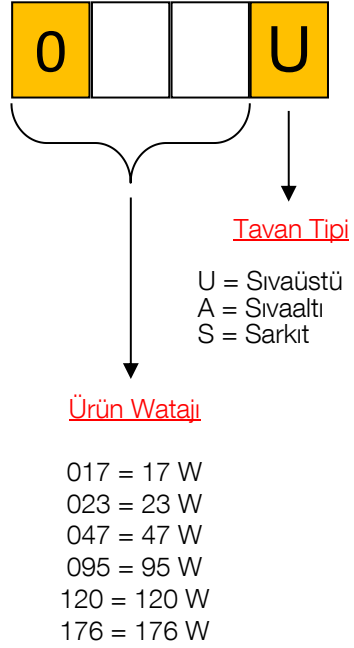 0 U
Tavan Tipi
U = Sıvaüstü
A = Sıvaaltı
S = Sarkıt
Ürün Watajı
017 = 17 W
023 = 23 W
047 = 47 W
095 = 95 W
120 = 120 W
176 = 176 W